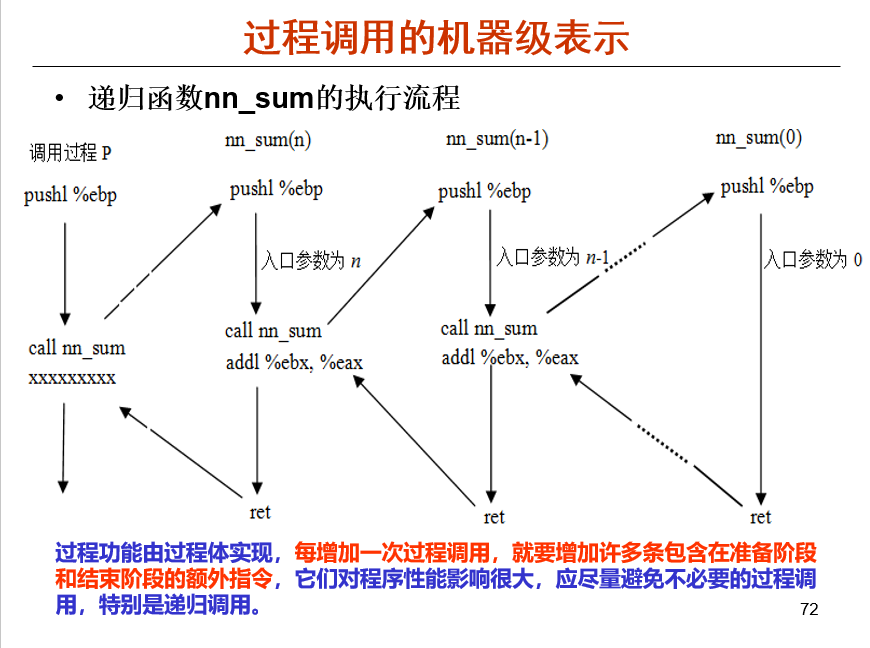 过程调用的机器级表示
• 递归函数nn_sum的执行流程
调用过程 P
nn_sum(n)
nn_sum(n-1)
nn_sum(0)
pushl %ebp
pushl %ebp
pushl %ebp
pushl %ebp
入口参数为 n
入口参数为 n-1
入口参数为 0
call nn_sum
xxxxxxxxx
call nn_sum
addl %ebx, %eax
call nn_sum
addl %ebx, %eax
ret
ret
ret
过程功能由过程体实现，每增加一次过程调用，就要增加许多条包含在准备阶段
和结束阶段的额外指令，它们对程序性能影响很大，应尽量避免不必要的过程调
用，特别是递归调用。
72